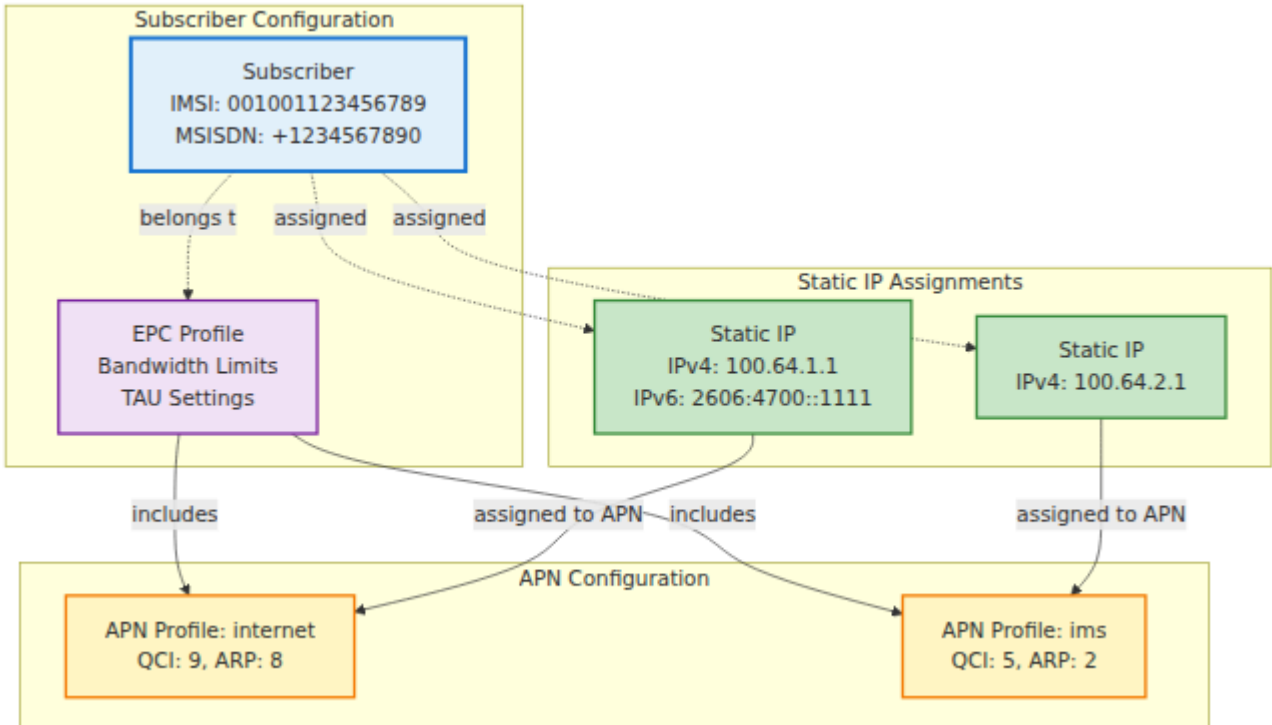 Subscriber Configuration
Subscriber
IMSI: 001001123456789
MSISDN: +1234567890
belongs t
assigned
assigned
Static IP Assignments
EPC Profile
Bandwidth Limits
TAU Settings
Static IP
IPv4: 100.64.1.1
IPv6: 2606:4700::1111
Static IP
IPv4: 100.64.2.1
includes
assigned to APN
includes
assigned to APN
APN Configuration
APN Profile: internet
QCI: 9, ARP: 8
APN Profile: ims
QCI: 5, ARP: 2